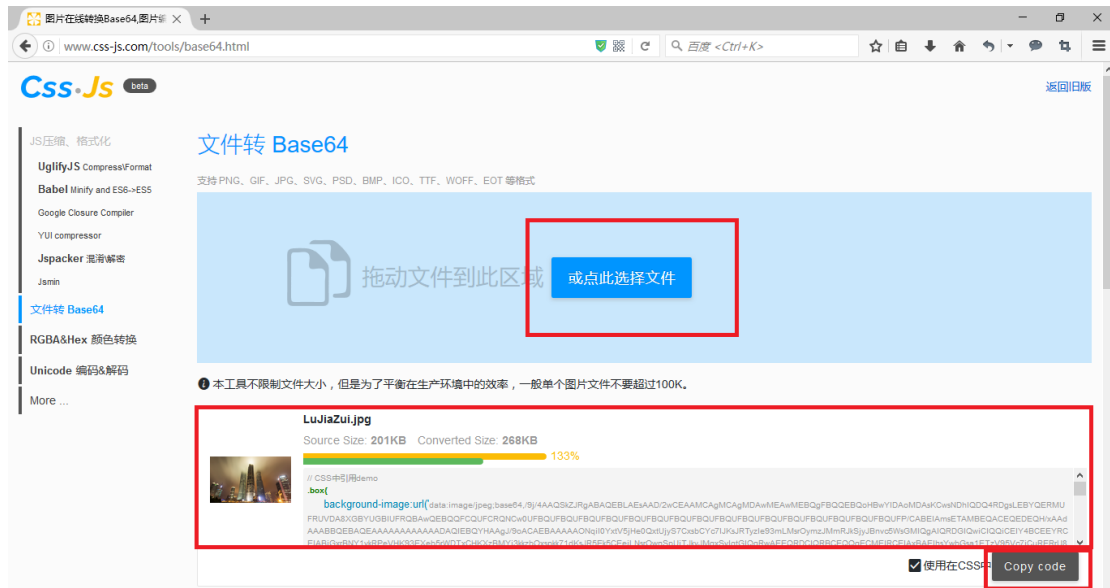 图片在线转换Base64,图片编
www.css-js.com/tools/base64.html
百度 <Ctrl+K>
Css·Js beta
返回旧版
JS压缩、格式化
UglifyJS Compress\Format
Babel Minify and ES6->ES5
Google Closure Compiler
YUI compressor
Jspacker 混淆\解密
Jsmin
文件转 Base64
RGBA&Hex 颜色转换
Unicode 编码&解码
More ...
文件转 Base64
支持 PNG、GIF、JPG、SVG、PSD、BMP、ICO、TTF、WOFF、EOT 等格式
拖动文件到此区域
或点此选择文件
本工具不限制文件大小，但是为了平衡在生产环境中的效率，一般单个图片文件不要超过100K。
LuJiaZui.jpg
Source Size: 201KB Converted Size: 268KB
133%
// CSS中引用demo
.box{
background-image:url("data:image/jpeg;base64,/9j/4AAQSkZJRgABAQEBLAEsAAD/2wCEAAMCAgMCAgMDAwMEAwMEBQgFBQQEBQoHBwYIDAoMDAsKCwsNDhIQDQ4RDgsLEBYQERMU
使用在CSS中
Copy code